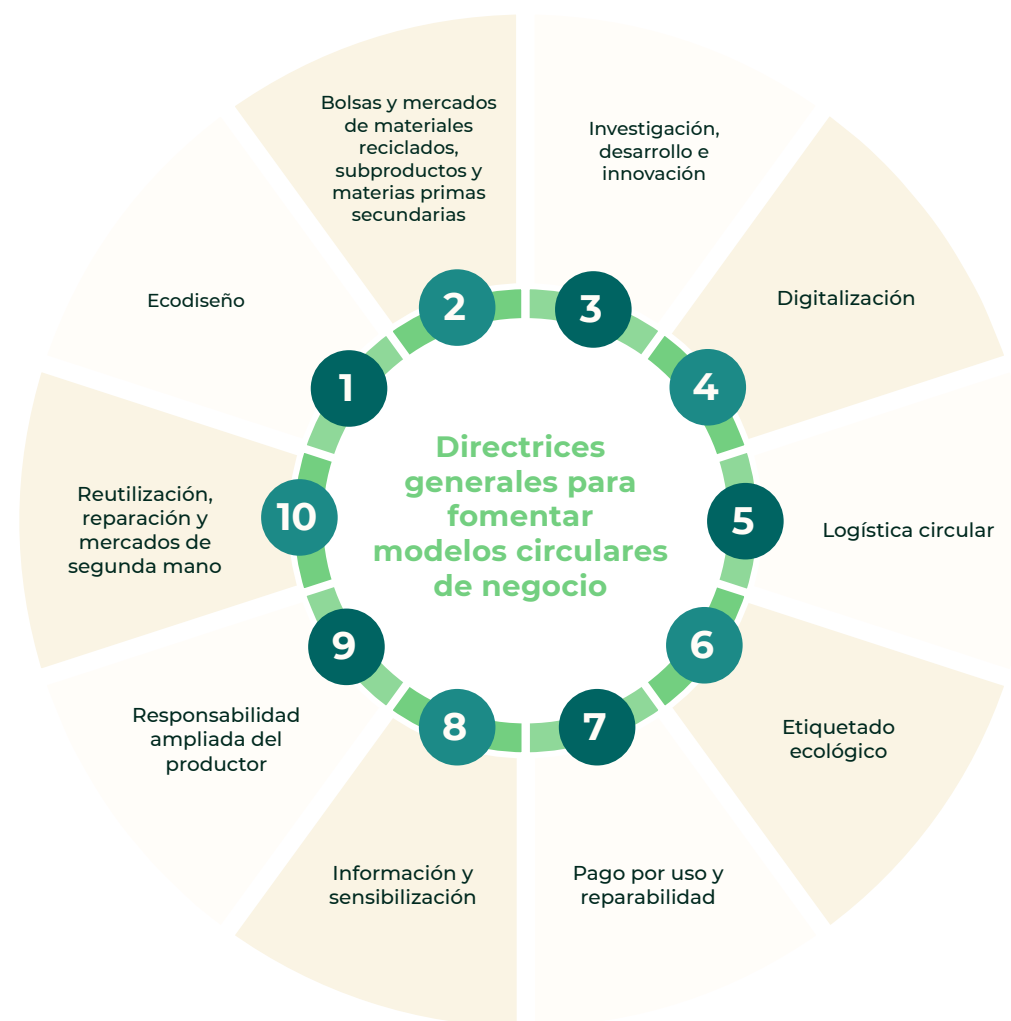 Directrices
generales para
fomentar
modelos circulares
de negocio
1
Ecodiseño
2
Bolsas y mercados
de materiales
reciclados,
subproductos y
materias primas
secundarias
3
Investigación,
desarrollo e
innovación
4
Digitalización
5
Logística circular
6
Etiquetado
ecológico
7
Pago por uso y
reparabilidad
8
Información y
sensibilización
9
Responsabilidad
ampliada del
productor
10
Reutilización,
reparación y
mercados de
segunda mano